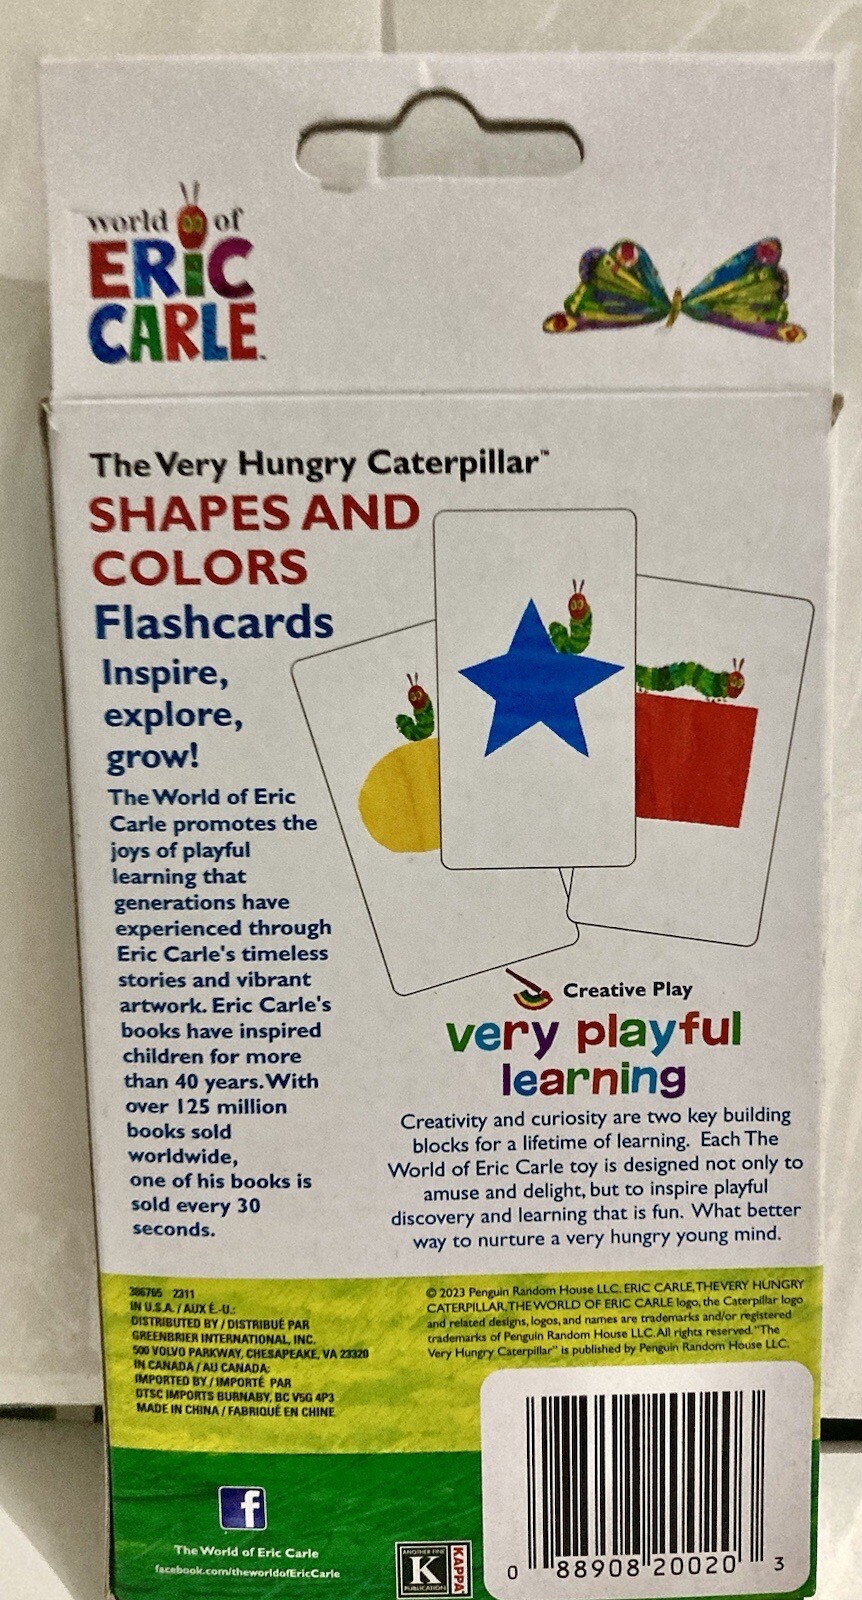 world of
ERiC
CARLE™
The Very Hungry Caterpillar™
SHAPES AND
COLORS
Flashcards
Inspire,
explore,
grow!
The World of Eric
Carle promotes the
joys of playful
learning that
generations have
experienced through
Eric Carle's timeless
stories and vibrant
artwork. Eric Carle's
books have inspired
children for more
than 40 years. With
over 125 million
books sold
worldwide,
one of his books is
sold every 30
seconds.
Creative Play
very playful
learning
Creativity and curiosity are two key building
blocks for a lifetime of learning. Each The
World of Eric Carle toy is designed not only to
amuse and delight, but to inspire playful
discovery and learning that is fun. What better
way to nurture a very hungry young mind.
386765 2311
IN U.S.A. / AUX É.-U.:
DISTRIBUTED BY / DISTRIBUÉ PAR
GREENBRIER INTERNATIONAL, INC.
500 VOLVO PARKWAY, CHESAPEAKE, VA 23320
IN CANADA / AU CANADA:
IMPORTED BY / IMPORTÉ PAR
DTSC IMPORTS BURNABY, BC V5G 4P3
MADE IN CHINA / FABRIQUÉ EN CHINE
© 2023 Penguin Random House LLC. ERIC CARLE, THE VERY HUNGRY
CATERPILLAR, THE WORLD OF ERIC CARLE logo, the Caterpillar logo
and related designs, logos, and names are trademarks and/or registered
trademarks of Penguin Random House LLC. All rights reserved. "The
Very Hungry Caterpillar" is published by Penguin Random House LLC.
f
The World of Eric Carle
facebook.com/theworldofEricCarle
ANOTHER FINE
K
PUBLICATION
KAPPA
0 88908 20020 3